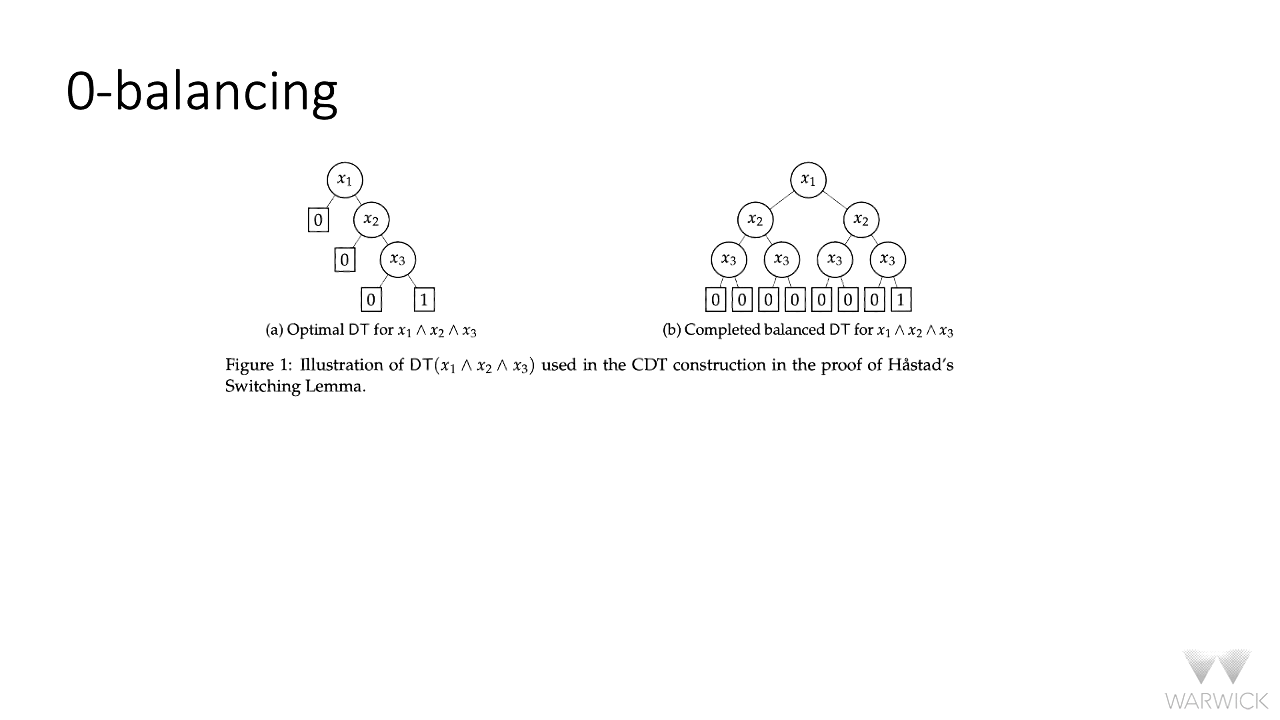 0-balancing
x1
x1
0
x2
x2
x2
0
x3
x3
x3
x3
x3
0
1
0
0
0
0
0
0
0
1
(a) Optimal DT for x1 ∧ x2 ∧ x3
(b) Completed balanced DT for x1 ∧ x2 ∧ x3
Figure 1: Illustration of DT(x1 ∧ x2 ∧ x3) used in the CDT construction in the proof of Håstad's
Switching Lemma.
WARWICK